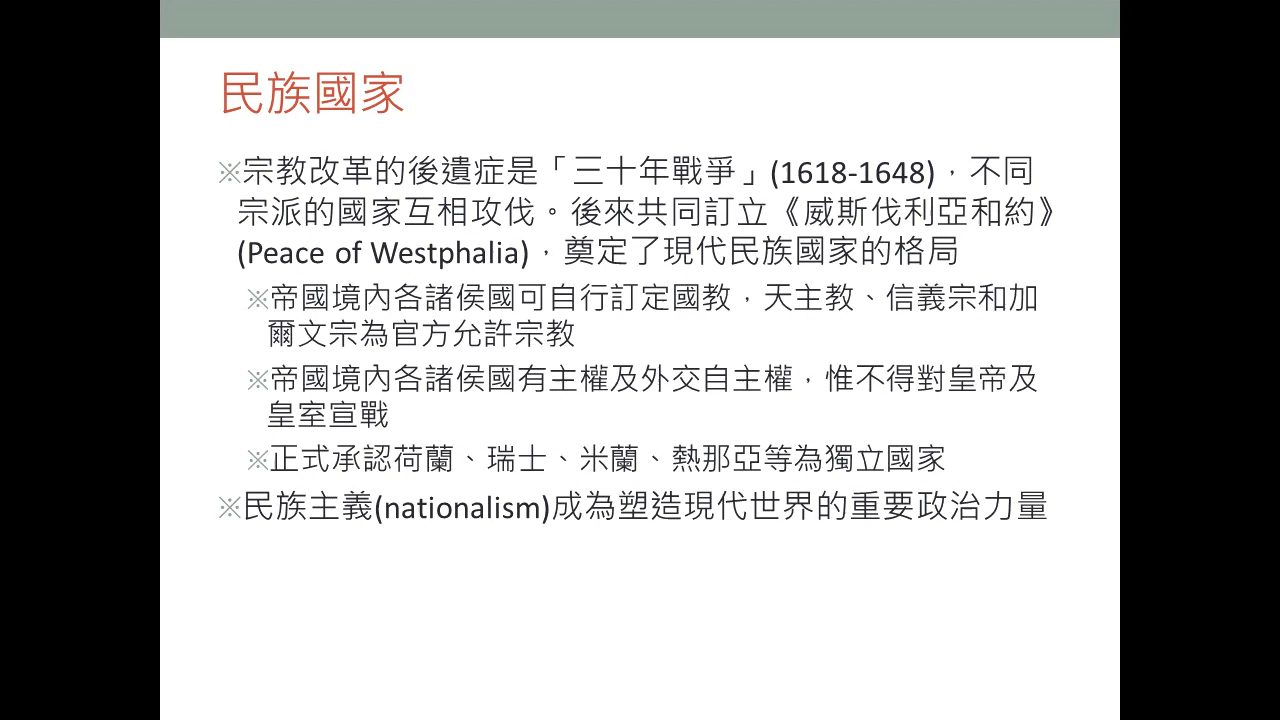 民族國家
※宗教改革的後遺症是「三十年戰爭」(1618-1648)，不同
宗派的國家互相攻伐。後來共同訂立《威斯伐利亞和約》
(Peace of Westphalia)，奠定了現代民族國家的格局
※帝國境內各諸侯國可自行訂定國教，天主教、信義宗和加
爾文宗為官方允許宗教
※帝國境內各諸侯國有主權及外交自主權，惟不得對皇帝及
皇室宣戰
※正式承認荷蘭、瑞士、米蘭、熱那亞等為獨立國家
※民族主義(nationalism)成為塑造現代世界的重要政治力量